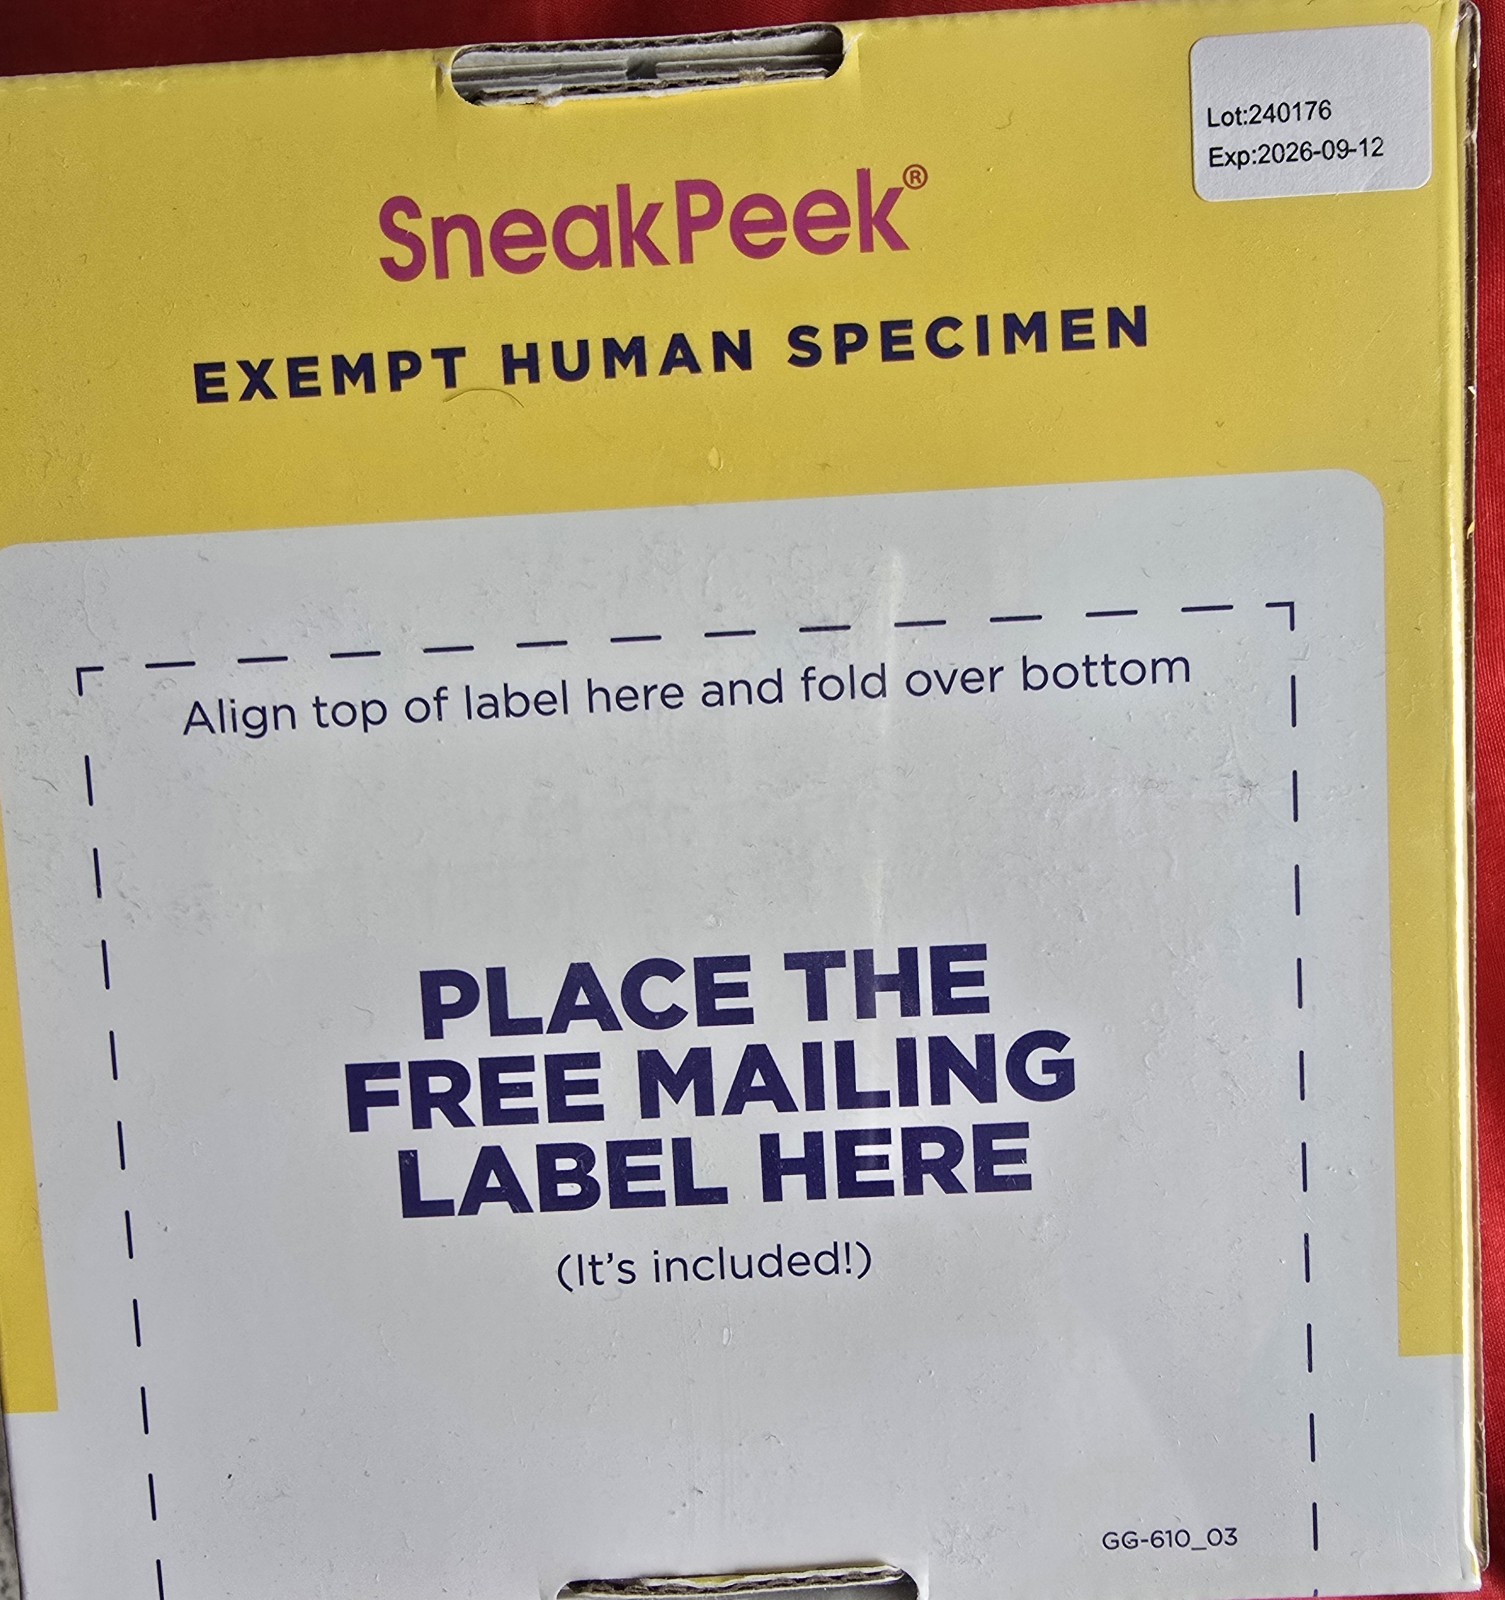 Lot:240176
Exp:2026-09-12
SneakPeek®
EXEMPT HUMAN SPECIMEN
Align top of label here and fold over bottom
PLACE THE
FREE MAILING
LABEL HERE
(It's included!)
GG-610_03